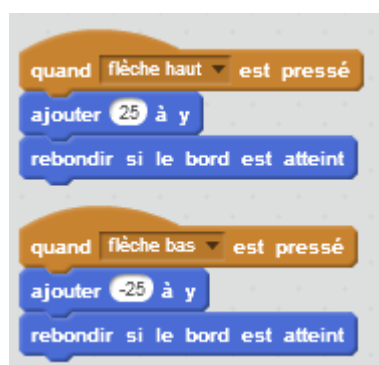 quand flèche haut est pressé
ajouter 25 à y
rebondir si le bord est atteint
quand flèche bas est pressé
ajouter -25 à y
rebondir si le bord est atteint